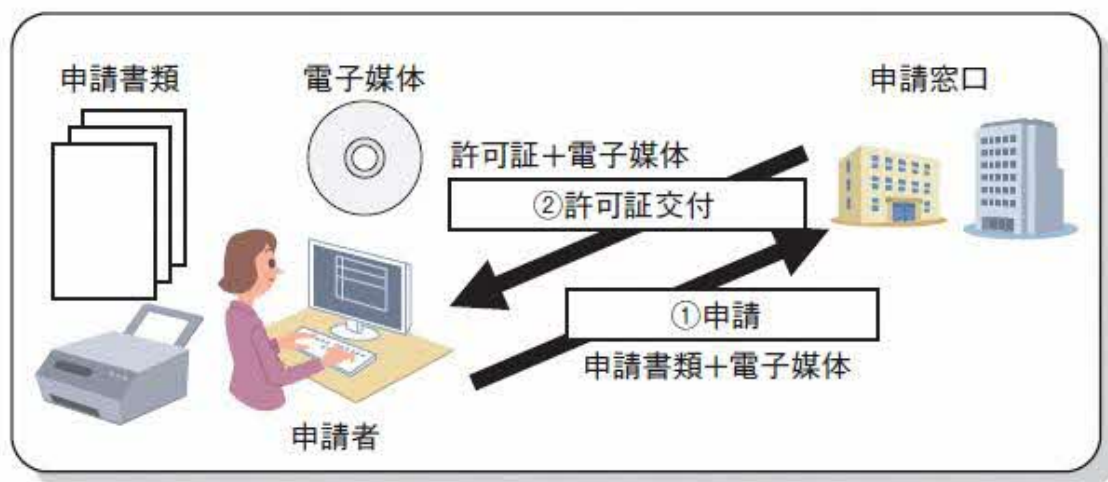 申請書類
電子媒体
申請窓口
許可証＋電子媒体
②許可証交付
①申請
申請書類＋電子媒体
申請者